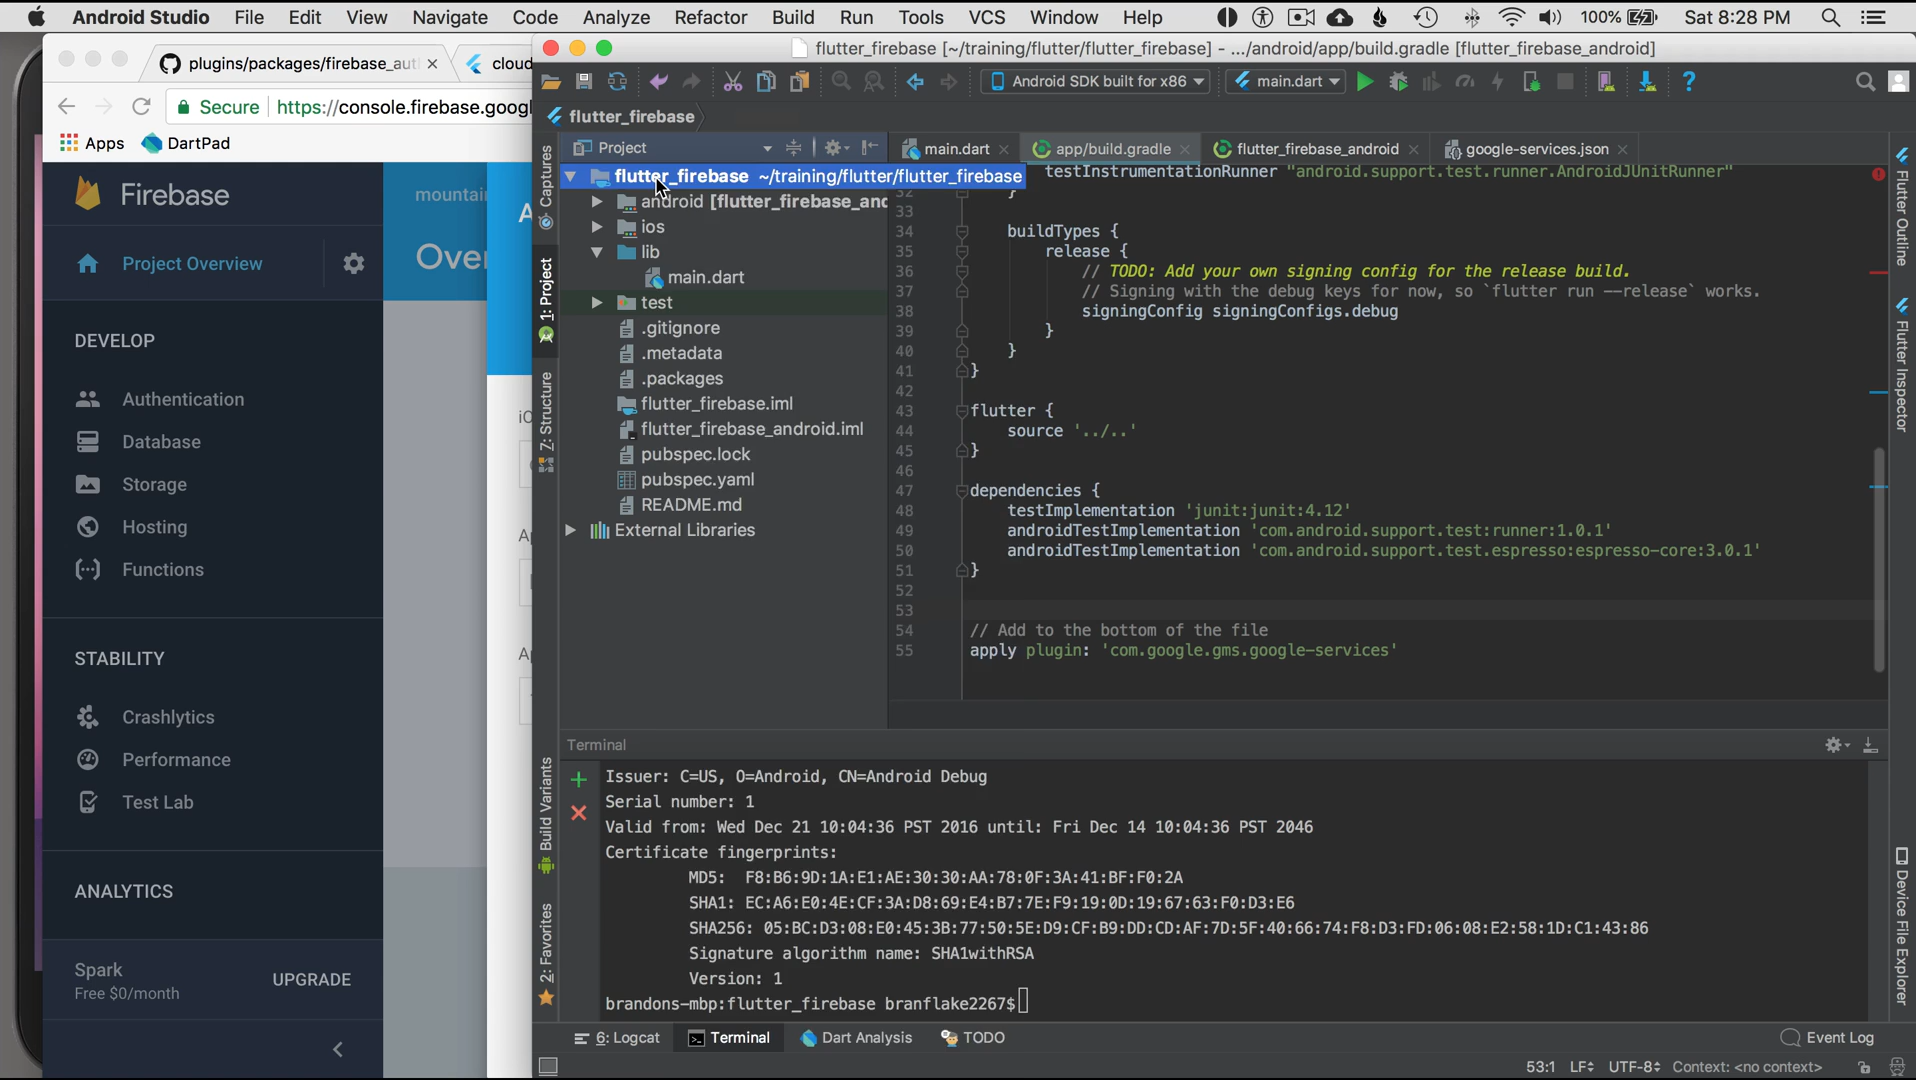 Android Studio File Edit View Navigate Code Analyze Refactor Build Run Tools VCS Window Help 100% Sat 8:28 PM
plugins/packages/firebase_aut
cloud
Secure https://console.firebase.goog
Apps DartPad
Firebase
Project Overview
DEVELOP
Authentication
Database
Storage
Hosting
Functions
STABILITY
Crashlytics
Performance
Test Lab
ANALYTICS
Spark
Free $0/month
UPGRADE
mountai
Over
A
iO
Ap
Ap
flutter_firebase [~/training/flutter/flutter_firebase] - .../android/app/build.gradle [flutter_firebase_android]
Android SDK built for x86 main.dart
flutter_firebase
Project
main.dart app/build.gradle flutter_firebase_android google-services.json
flutter_firebase ~/training/flutter/flutter_firebase
android [flutter_firebase_and
ios
lib
main.dart
test
.gitignore
.metadata
.packages
flutter_firebase.iml
flutter_firebase_android.iml
pubspec.lock
pubspec.yaml
README.md
External Libraries
Captures
1: Project
Z: Structure
Build Variants
2: Favorites
testInstrumentationRunner "android.support.test.runner.AndroidJUnitRunner"
32 }
33
34 buildTypes {
35 release {
36 // TODO: Add your own signing config for the release build.
37 // Signing with the debug keys for now, so `flutter run --release` works.
38 signingConfig signingConfigs.debug
39 }
40 }
41 }
42
43 flutter {
44 source '../..'
45 }
46
47 dependencies {
48 testImplementation 'junit:junit:4.12'
49 androidTestImplementation 'com.android.support.test:runner:1.0.1'
50 androidTestImplementation 'com.android.support.test.espresso:espresso-core:3.0.1'
51 }
52
53
54 // Add to the bottom of the file
55 apply plugin: 'com.google.gms.google-services'
Flutter Outline
Flutter Inspector
Device File Explorer
Terminal
Issuer: C=US, O=Android, CN=Android Debug
Serial number: 1
Valid from: Wed Dec 21 10:04:36 PST 2016 until: Fri Dec 14 10:04:36 PST 2046
Certificate fingerprints:
MD5: F8:B6:9D:1A:E1:AE:30:30:AA:78:0F:3A:41:BF:F0:2A
SHA1: EC:A6:E0:4E:CF:3A:D8:69:E4:B7:7E:F9:19:0D:19:67:63:F0:D3:E6
SHA256: 05:BC:D3:08:E0:45:3B:77:50:5E:D9:CF:B9:DD:CD:AF:7D:5F:40:66:74:F8:D3:FD:06:08:E2:58:1D:C1:43:86
Signature algorithm name: SHA1withRSA
Version: 1
brandons-mbp:flutter_firebase branflake2267$
6: Logcat Terminal Dart Analysis TODO Event Log
53:1 LF UTF-8 Context: <no context>